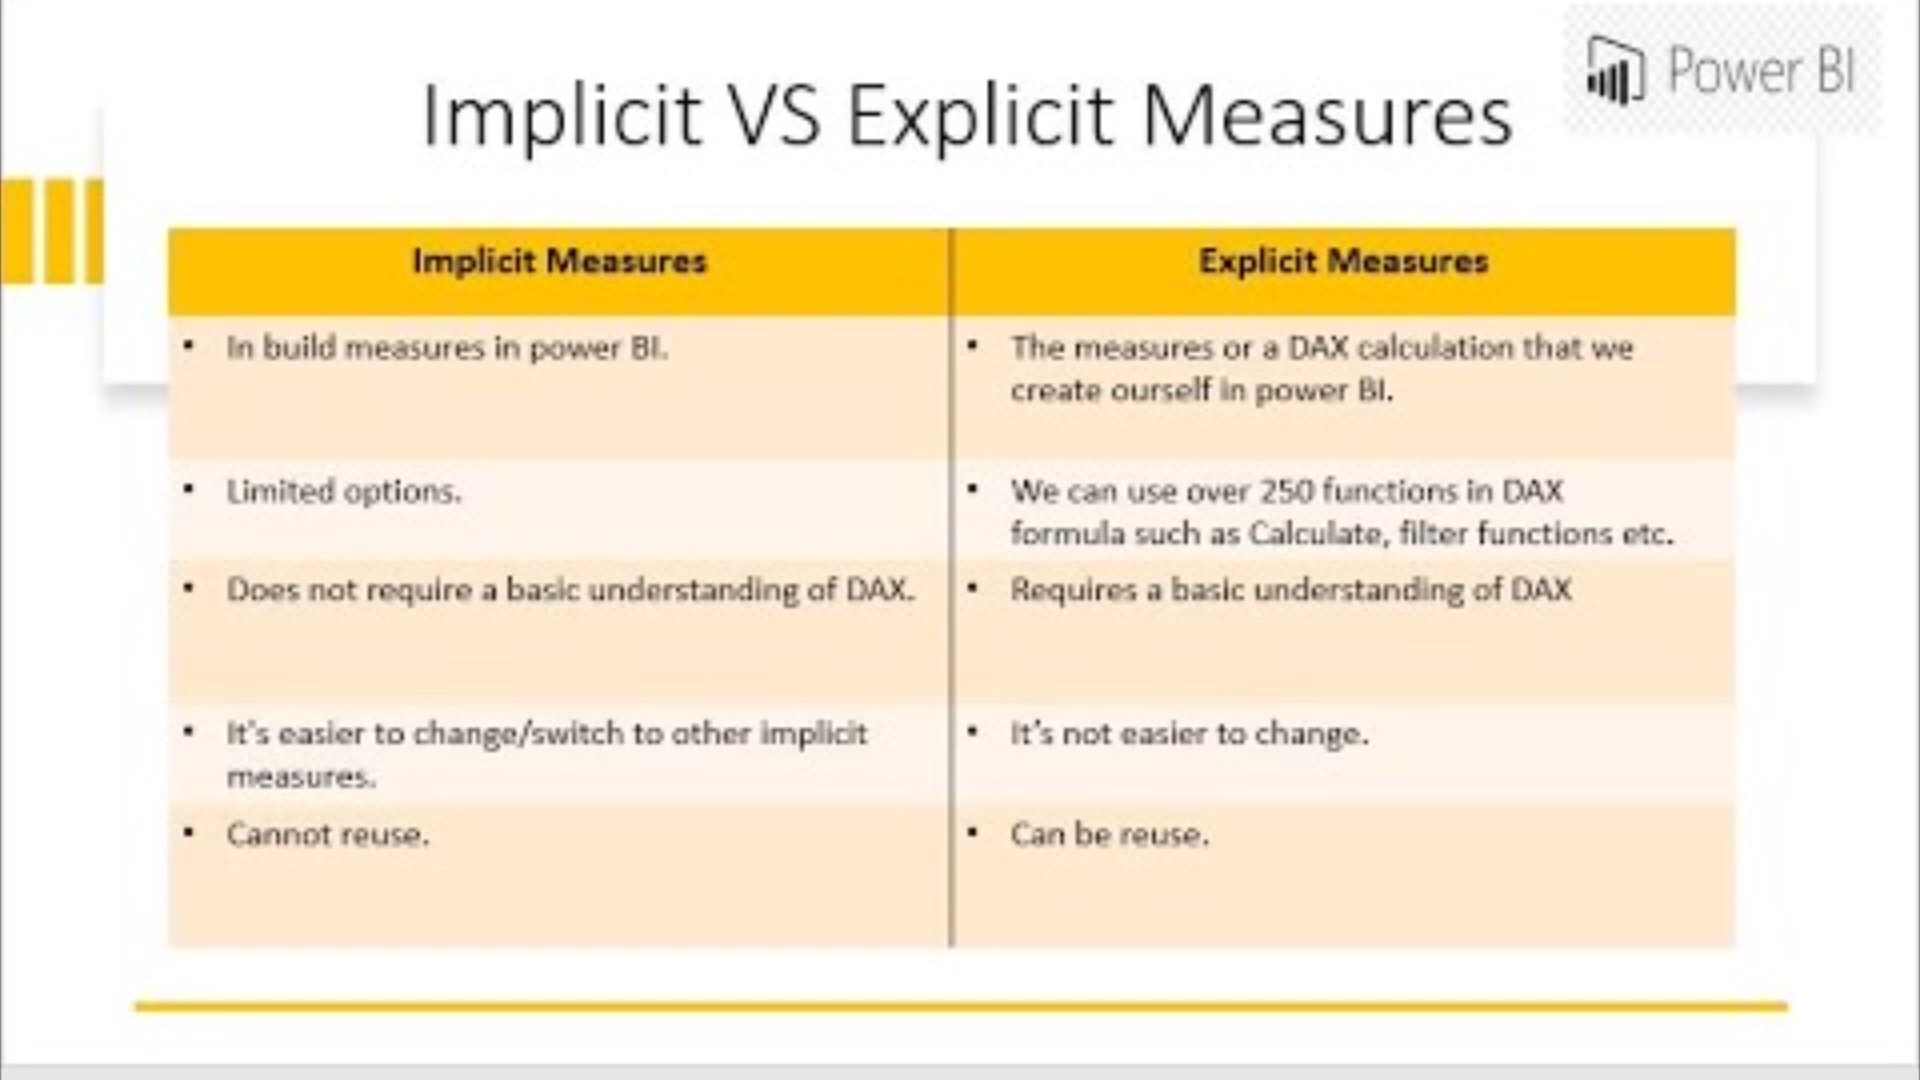 Power BI
Implicit VS Explicit Measures
Implicit Measures
Explicit Measures
• In build measures in power BI.
• The measures or a DAX calculation that we
create ourself in power BI.
• Limited options.
• We can use over 250 functions in DAX
formula such as Calculate, filter functions etc.
• Does not require a basic understanding of DAX.
• Requires a basic understanding of DAX
• It's easier to change/switch to other implicit
measures.
• It's not easier to change.
• Cannot reuse.
• Can be reuse.